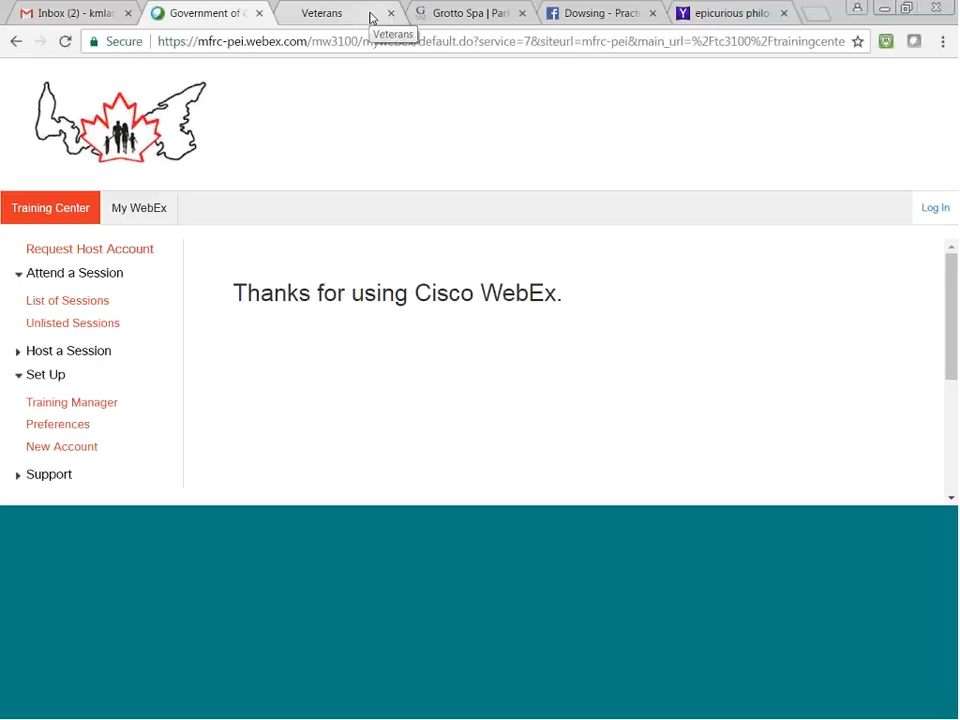 Inbox (2) - kmlar
Government of C
Veterans
Grotto Spa | Park
Dowsing - Pract
epicurious philo
Veterans
Secure
https://mfrc-pei.webex.com/mw3100/mywebex/default.do?service=7&siteurl=mfrc-pei&main_url=%2Ftc3100%2Ftrainingcente
Training Center
My WebEx
Log In
Request Host Account
Attend a Session
List of Sessions
Unlisted Sessions
Host a Session
Set Up
Training Manager
Preferences
New Account
Support
Thanks for using Cisco WebEx.